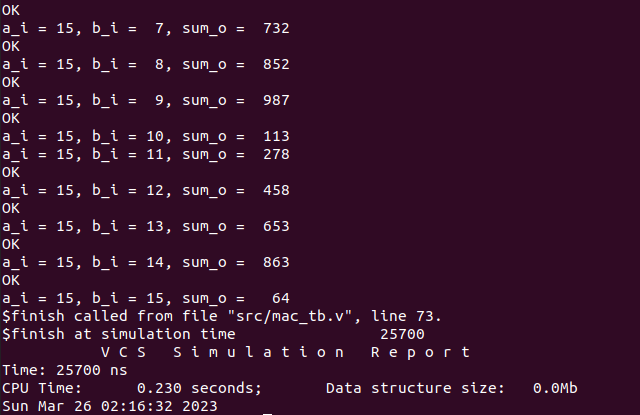 OK
a_i = 15, b_i =  7, sum_o =  732
OK
a_i = 15, b_i =  8, sum_o =  852
OK
a_i = 15, b_i =  9, sum_o =  987
OK
a_i = 15, b_i = 10, sum_o =  113
a_i = 15, b_i = 11, sum_o =  278
OK
a_i = 15, b_i = 12, sum_o =  458
OK
a_i = 15, b_i = 13, sum_o =  653
OK
a_i = 15, b_i = 14, sum_o =  863
OK
a_i = 15, b_i = 15, sum_o =   64
$finish called from file "src/mac_tb.v", line 73.
$finish at simulation time                25700
           V C S   S i m u l a t i o n   R e p o r t
Time: 25700 ns
CPU Time:      0.230 seconds;       Data structure size:   0.0Mb
Sun Mar 26 02:16:32 2023